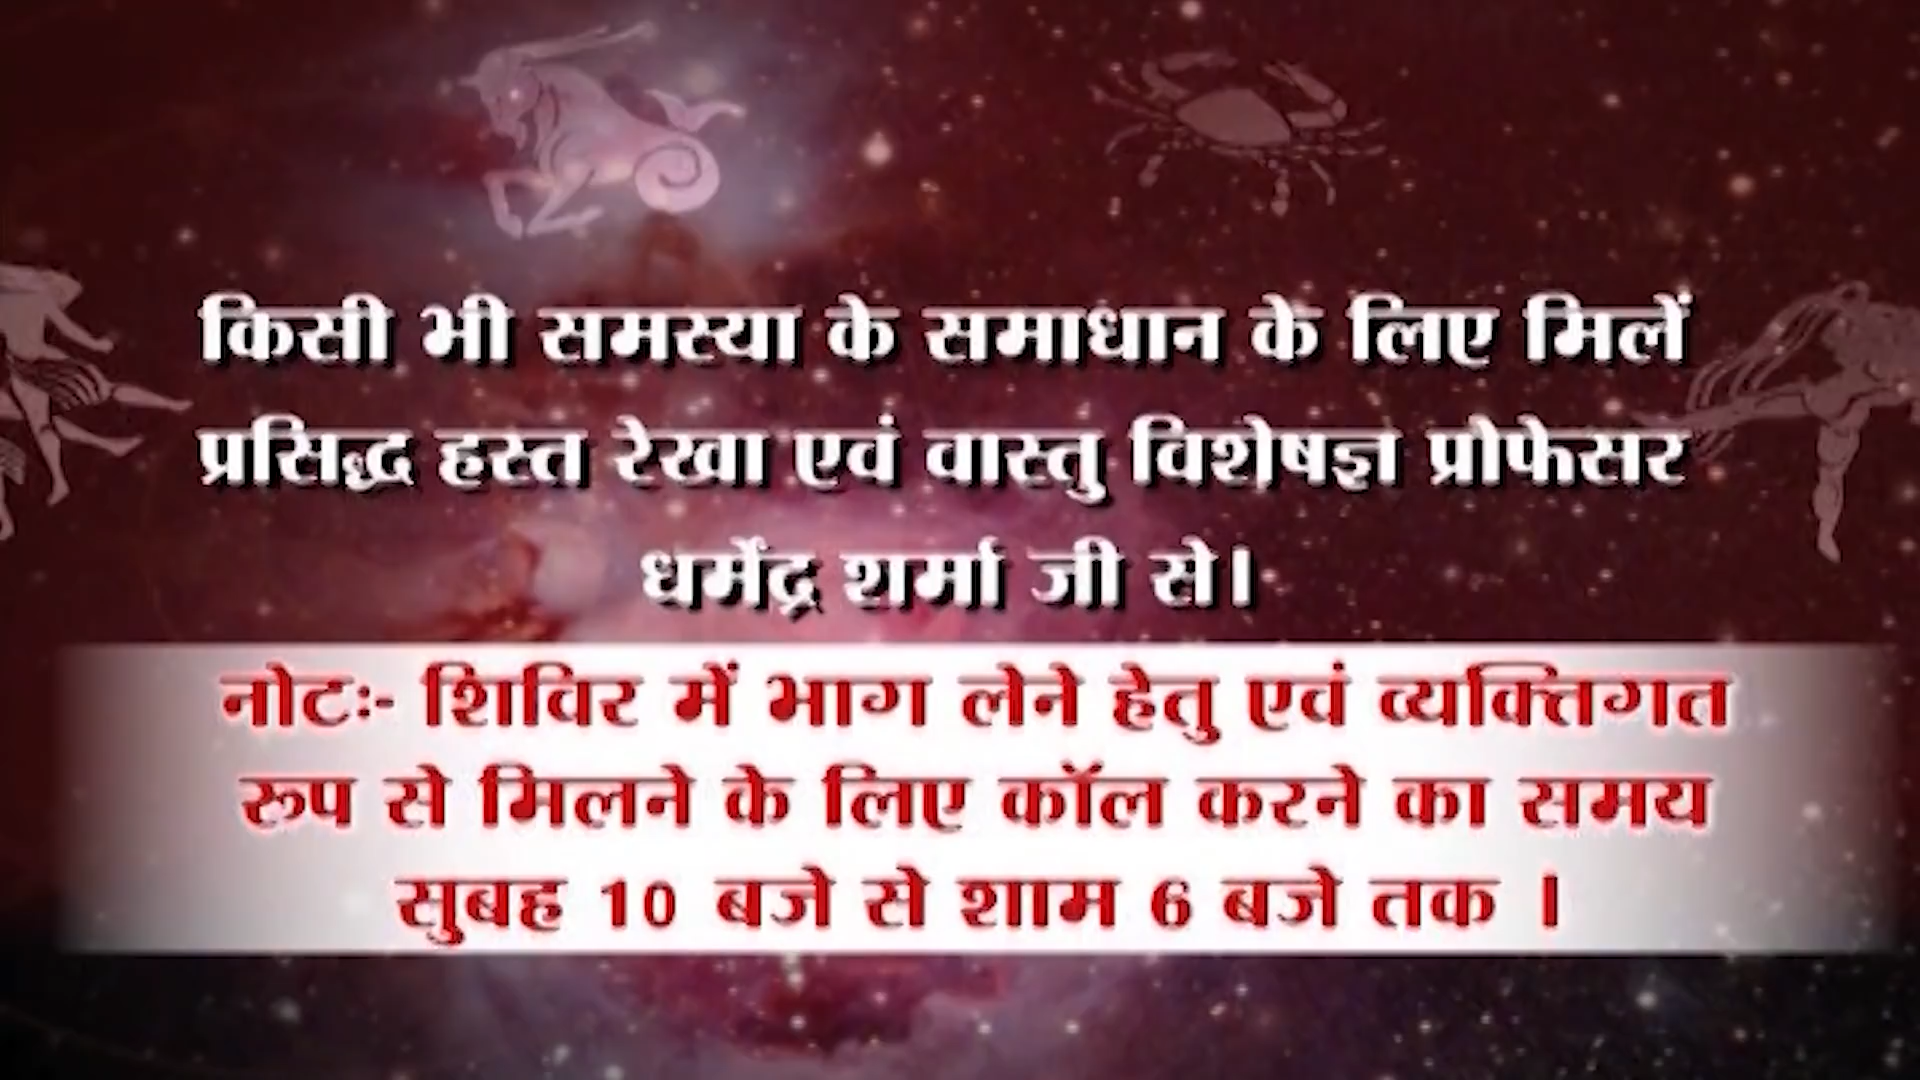 किसी भी समस्या के समाधान के लिए मिलें
प्रसिद्ध हस्त रेखा एवं वास्तु विशेषज्ञ प्रोफेसर
धर्मेंद्र शर्मा जी से।
नोटः- शिविर में भाग लेने हेतु एवं व्यक्तिगत
रूप से मिलने के लिए कॉल करने का समय
सुबह 10 बजे से शाम 6 बजे तक ।